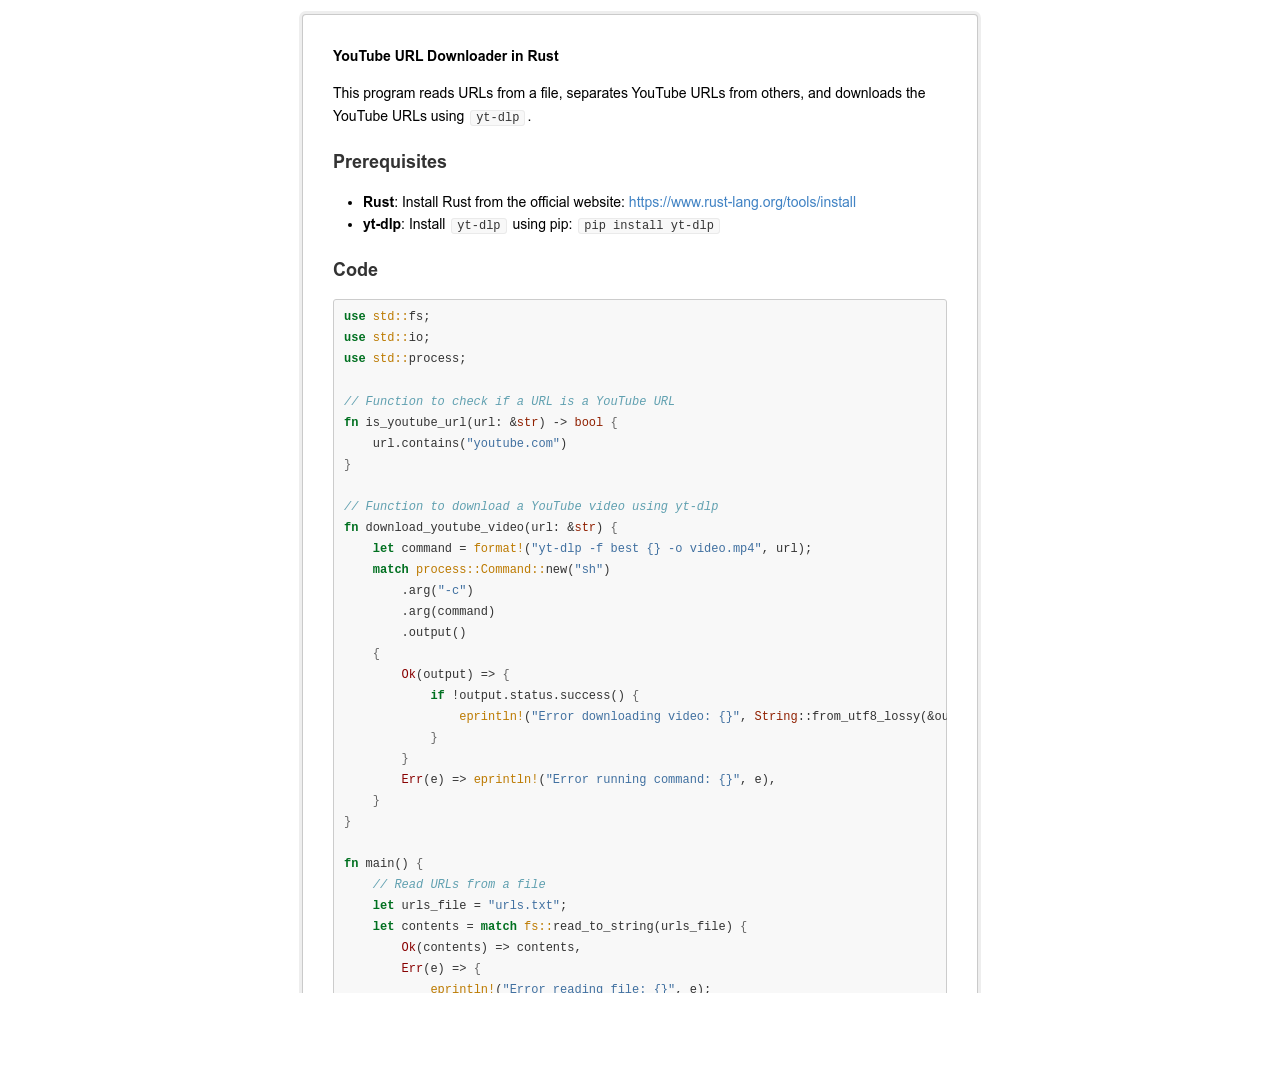 YouTube URL Downloader in Rust
This program reads URLs from a file, separates YouTube URLs from others, and downloads the
YouTube URLs using yt-dlp.
Prerequisites
• Rust: Install Rust from the official website: https://www.rust-lang.org/tools/install
• yt-dlp: Install yt-dlp using pip: pip install yt-dlp
Code
use std::fs;
use std::io;
use std::process;

// Function to check if a URL is a YouTube URL
fn is_youtube_url(url: &str) -> bool {
    url.contains("youtube.com")
}

// Function to download a YouTube video using yt-dlp
fn download_youtube_video(url: &str) {
    let command = format!("yt-dlp -f best {} -o video.mp4", url);
    match process::Command::new("sh")
        .arg("-c")
        .arg(command)
        .output()
    {
        Ok(output) => {
            if !output.status.success() {
                eprintln!("Error downloading video: {}", String::from_utf8_lossy(&ou
            }
        }
        Err(e) => eprintln!("Error running command: {}", e),
    }
}

fn main() {
    // Read URLs from a file
    let urls_file = "urls.txt";
    let contents = match fs::read_to_string(urls_file) {
        Ok(contents) => contents,
        Err(e) => {
            eprintln!("Error reading file: {}", e);